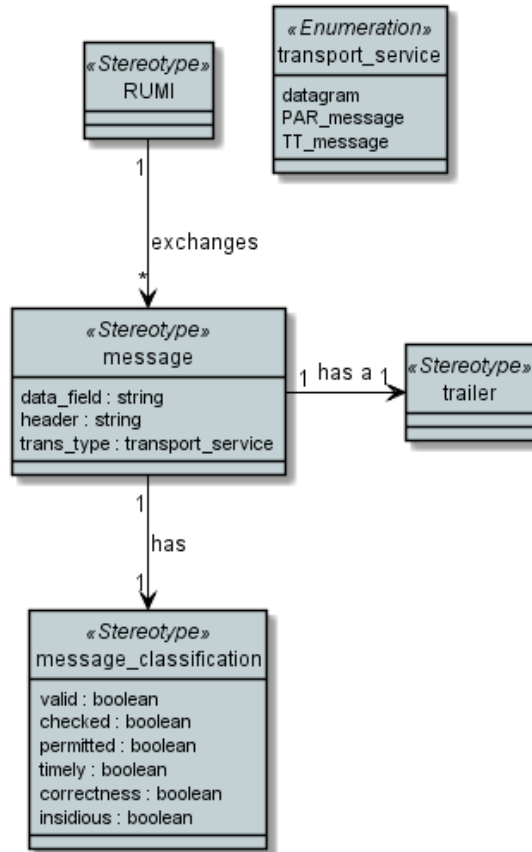 «Stereotype»
RUMI
«Enumeration»
transport_service
datagram
PAR_message
TT_message
1
exchanges
*
«Stereotype»
message
data_field : string
header : string
trans_type : transport_service
1 has a 1
«Stereotype»
trailer
1
has
1
«Stereotype»
message_classification
valid : boolean
checked : boolean
permitted : boolean
timely : boolean
correctness : boolean
insidious : boolean